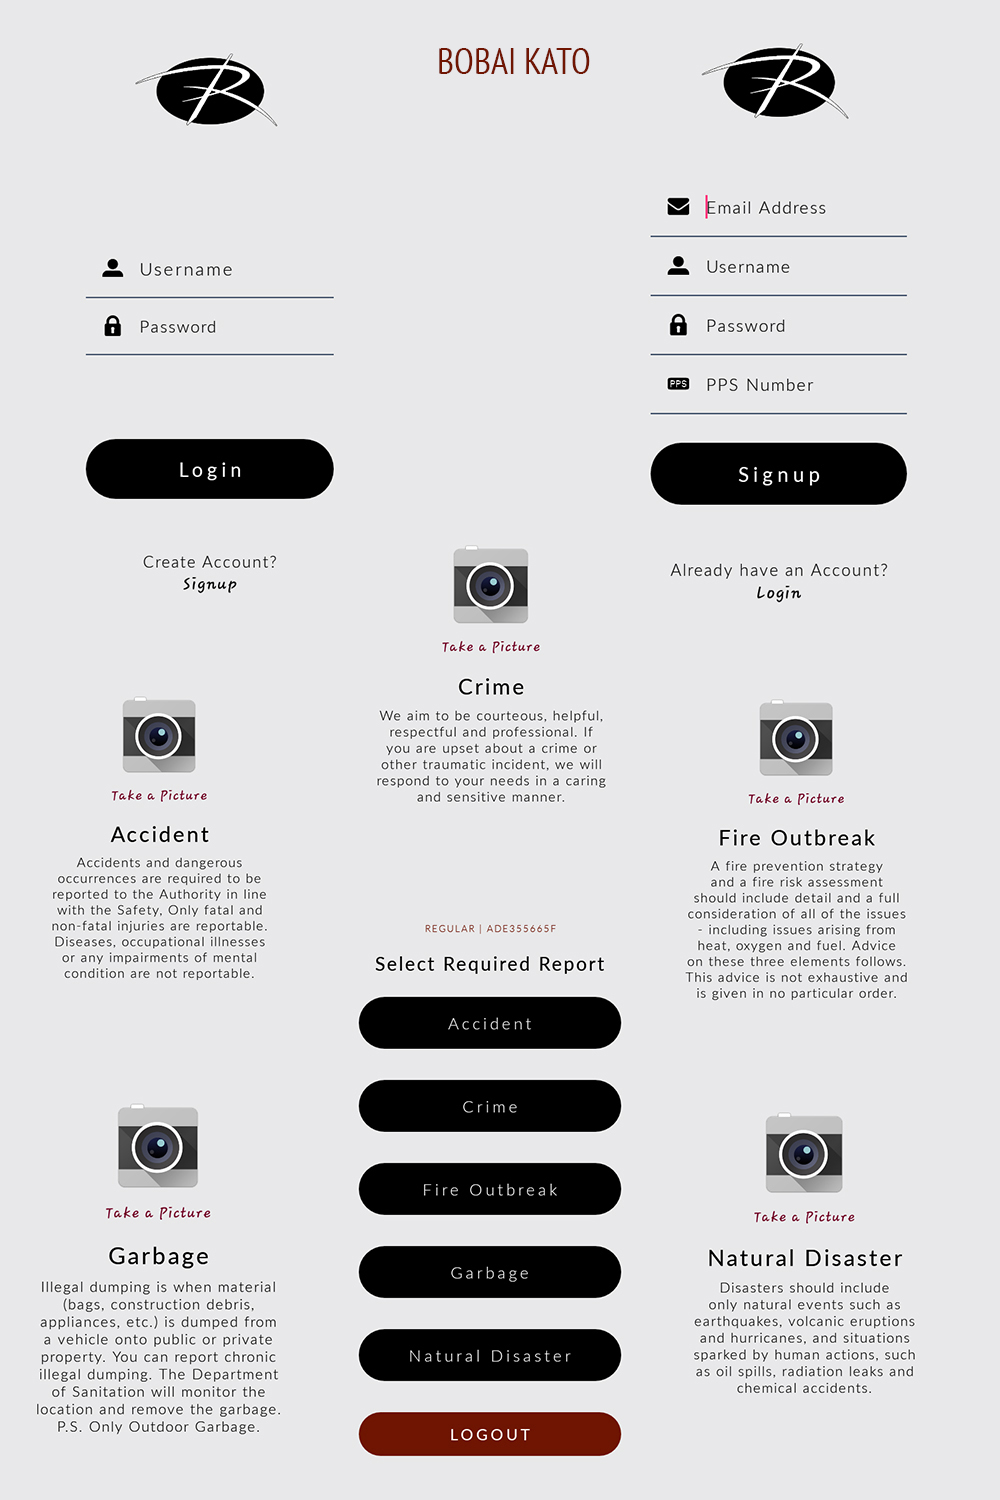 BOBAI KATO
R
Username
Password
Login
Create Account?
Signup
R
Email Address
Username
Password
PPS
PPS Number
Signup
Already have an Account?
Login
Take a Picture
Crime
We aim to be courteous, helpful,
respectful and professional. If
you are upset about a crime or
other traumatic incident, we will
respond to your needs in a caring
and sensitive manner.
Take a Picture
Accident
Accidents and dangerous
occurrences are required to be
reported to the Authority in line
with the Safety, Only fatal and
non-fatal injuries are reportable.
Diseases, occupational illnesses
or any impairments of mental
condition are not reportable.
Take a Picture
Fire Outbreak
A fire prevention strategy
and a fire risk assessment
should include detail and a full
consideration of all of the issues
- including issues arising from
heat, oxygen and fuel. Advice
on these three elements follows.
This advice is not exhaustive and
is given in no particular order.
REGULAR | ADE355665F
Select Required Report
Accident
Crime
Fire Outbreak
Garbage
Natural Disaster
LOGOUT
Take a Picture
Garbage
Illegal dumping is when material
(bags, construction debris,
appliances, etc.) is dumped from
a vehicle onto public or private
property. You can report chronic
illegal dumping. The Department
of Sanitation will monitor the
location and remove the garbage.
P.S. Only Outdoor Garbage.
Take a Picture
Natural Disaster
Disasters should include
only natural events such as
earthquakes, volcanic eruptions
and hurricanes, and situations
sparked by human actions, such
as oil spills, radiation leaks and
chemical accidents.